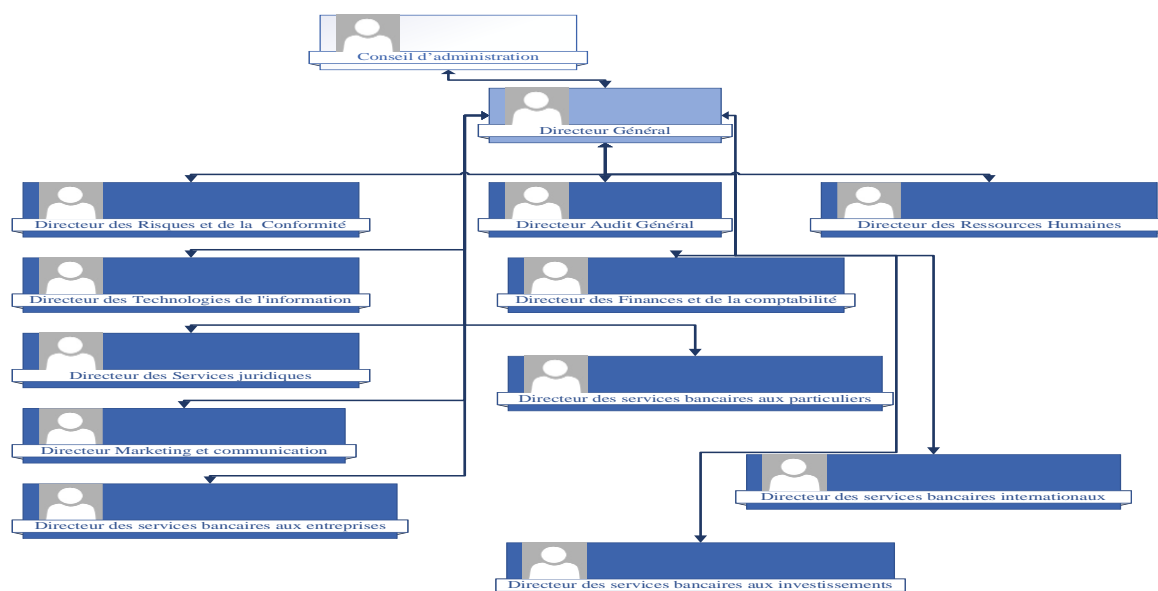 Conseil d'administration
Directeur Général
Directeur des Risques et de la Conformité
Directeur Audit Général
Directeur des Ressources Humaines
Directeur des Technologies de l'information
Directeur des Finances et de la comptabilité
Directeur des Services juridiques
Directeur des services bancaires aux particuliers
Directeur Marketing et communication
Directeur des services bancaires internationaux
Directeur des services bancaires aux entreprises
Directeur des services bancaires aux investissements